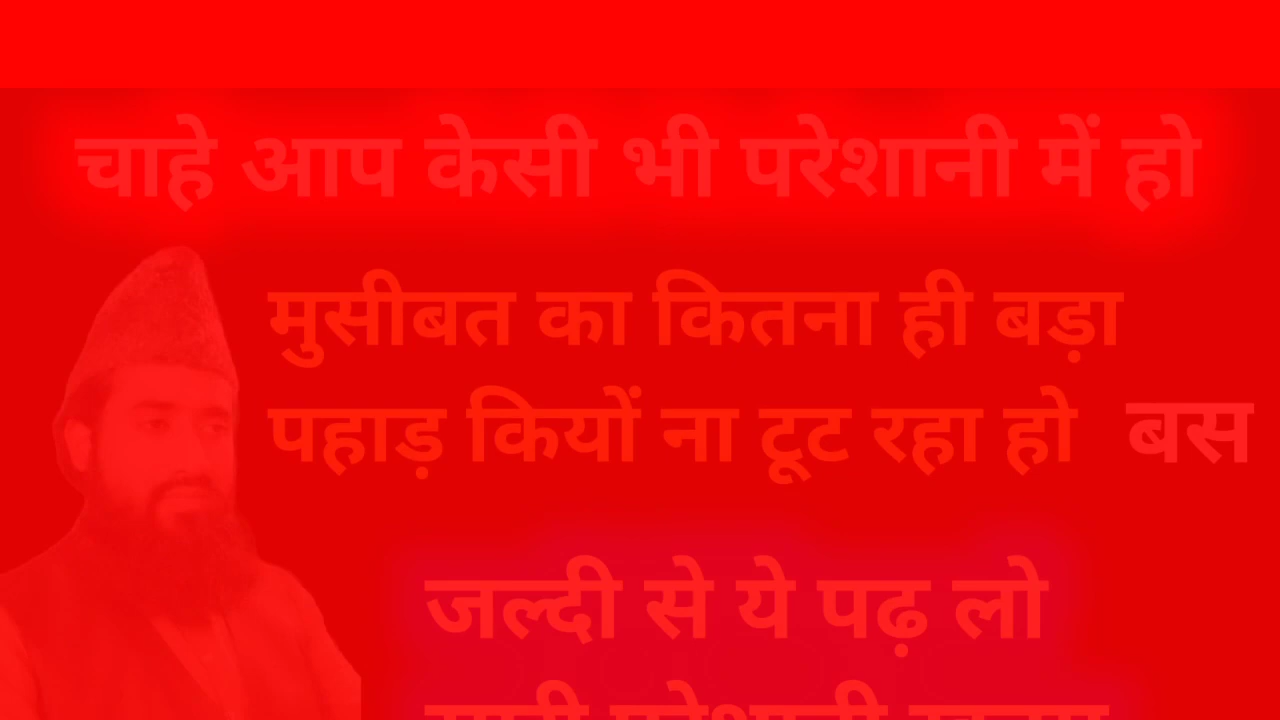 चाहे आप केसी भी परेशानी में हो
मुसीबत का कितना ही बड़ा
पहाड़ कियों ना टूट रहा हो बस
जल्दी से ये पढ़ लो